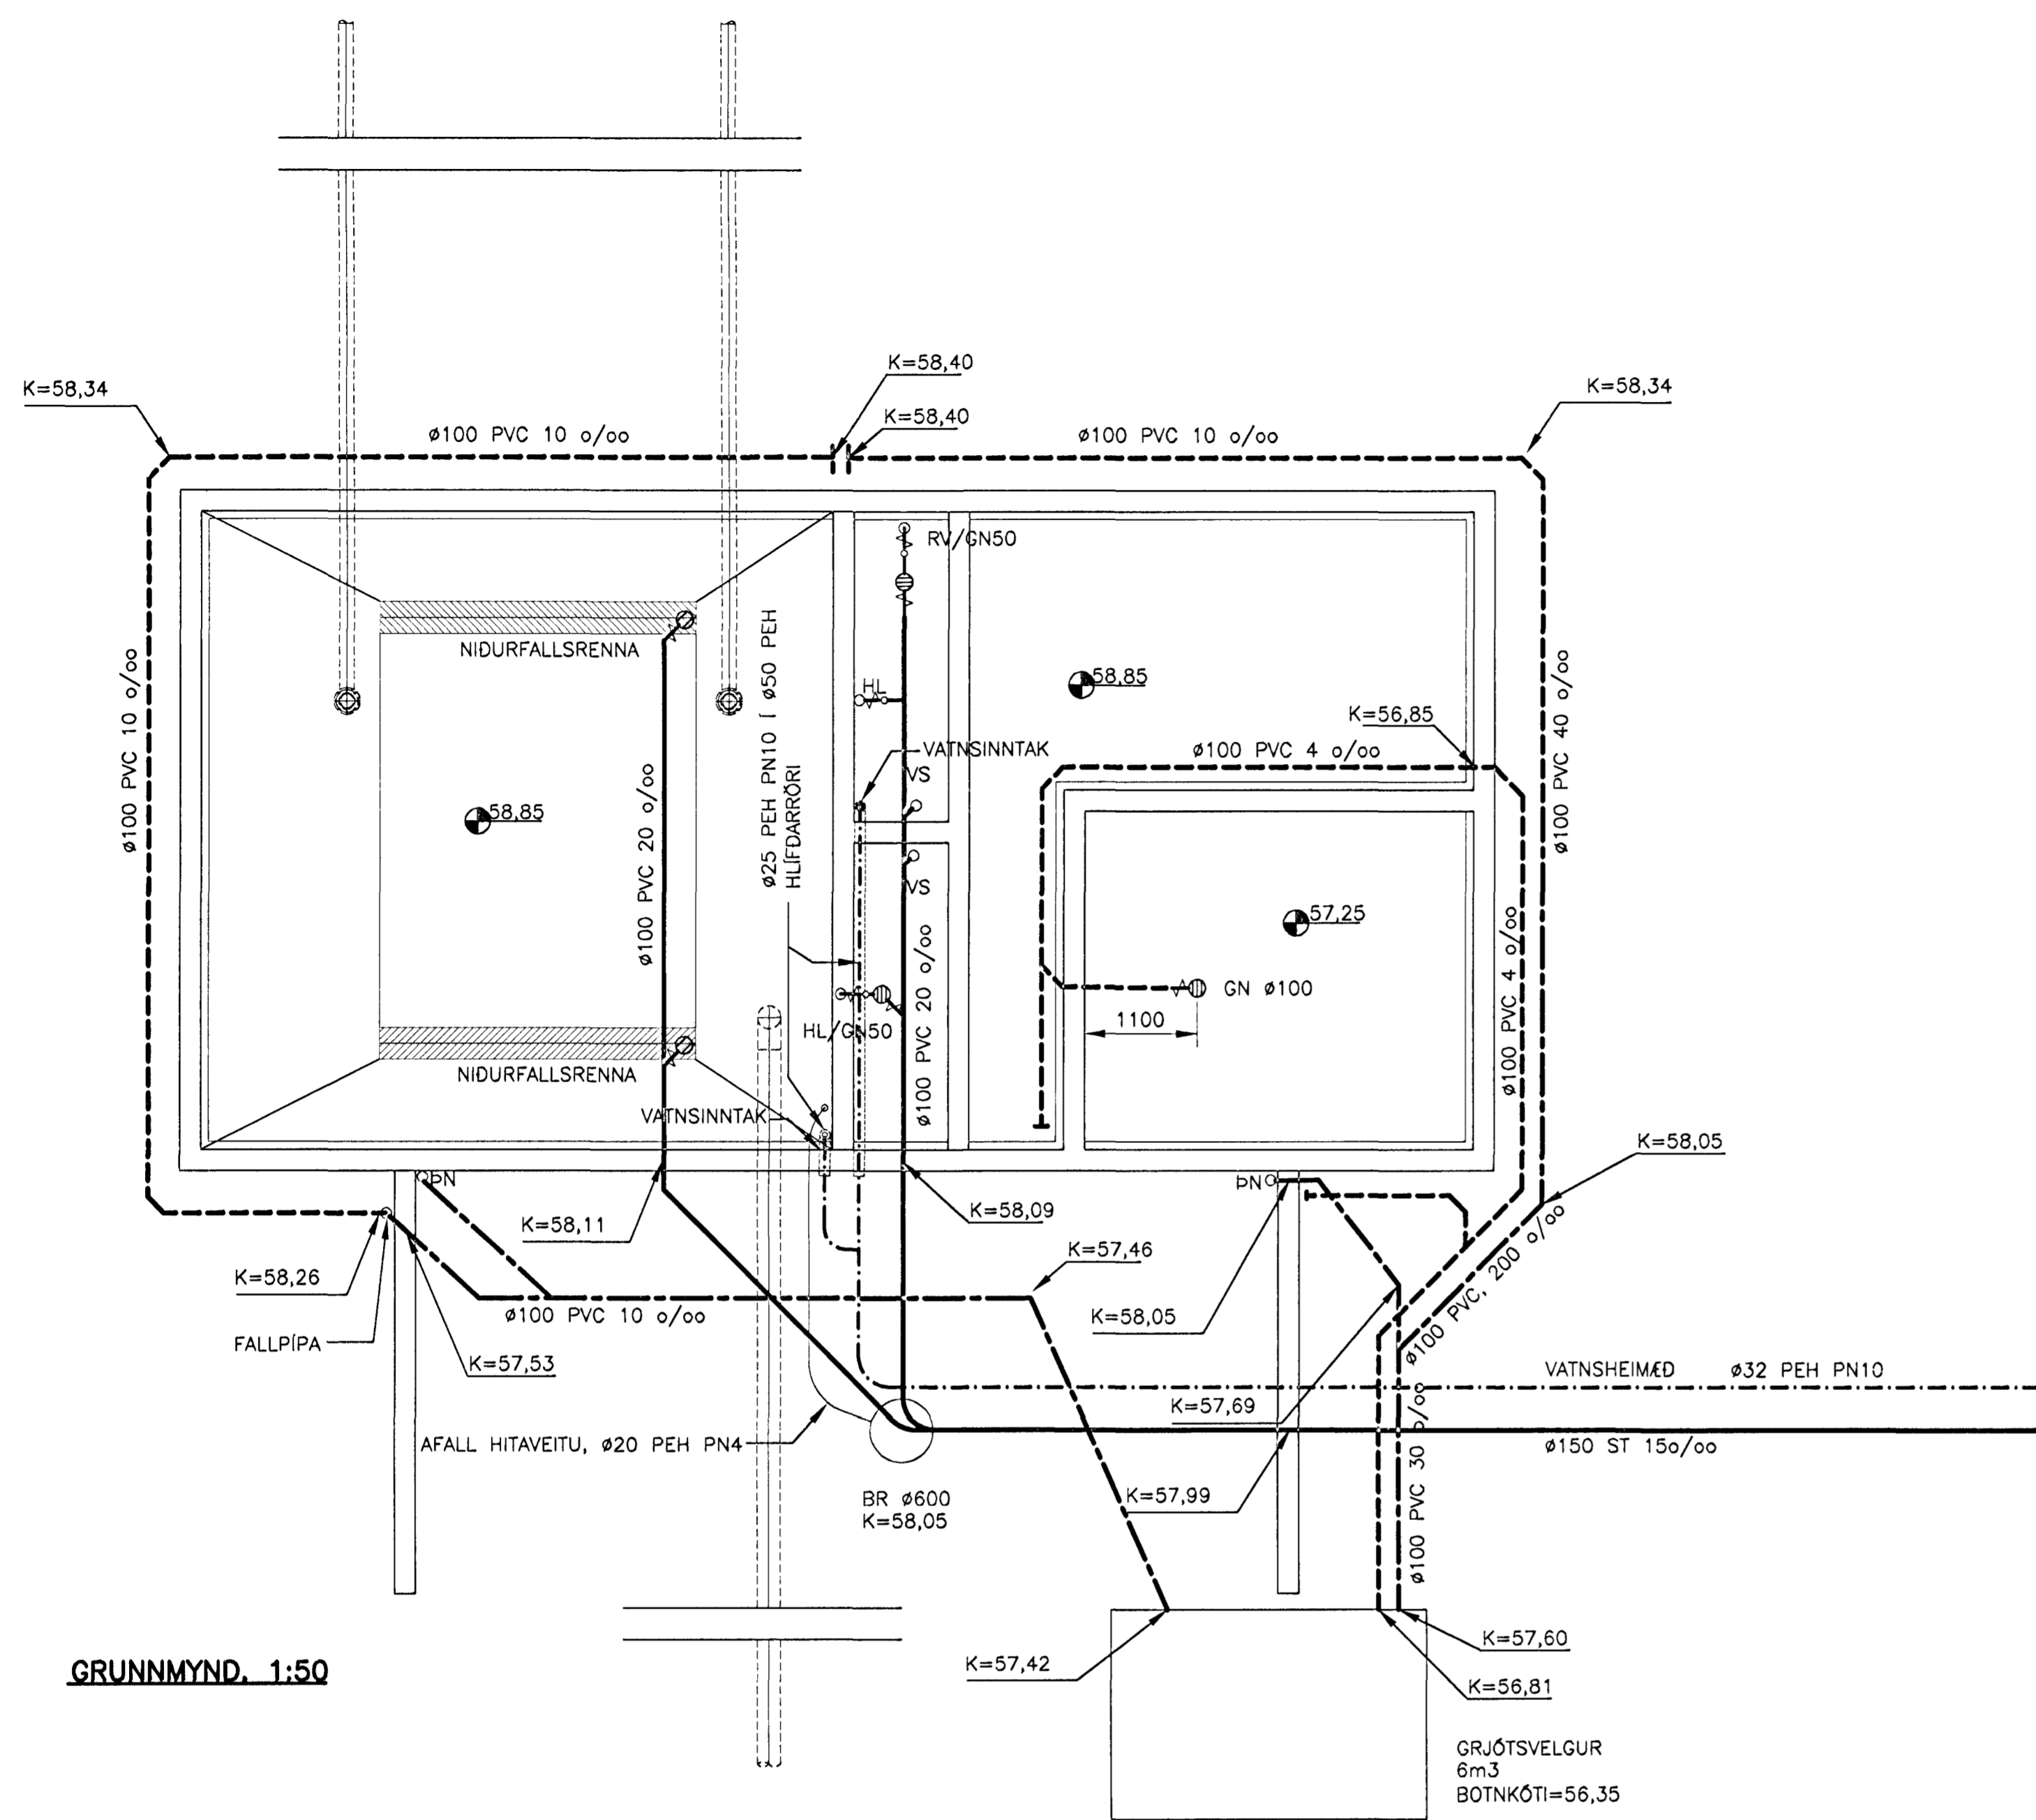 K=58,40
K=58,34
K=58,34
K=58,40
ø100 PVC 10 o/oo
ø100 PVC 10 o/oo
RV/GN50
NIÐURFALLSRENNA
ø100 PVC 10 o/oo
ø25 PEH PN10 Í ø50 PEH
HLÍFÐARRÖRI
HL
58,85
K=56,85
ø100 PVC 40 o/oo
VATNSINNTAK
ø100 PVC 4 o/oo
VS
58,85
ø100 PVC 20 o/oo
VS
57,25
ø100 PVC 20 o/oo
ø100 PVC 4 o/oo
GN ø100
1100
HL/GN50
NIÐURFALLSRENNA
VATNSINNTAK
K=58,05
ÞN
ÞN
K=58,11
K=58,09
K=57,46
ø100 PVC, 200 o/oo
K=58,26
ø100 PVC 10 o/oo
K=58,05
FALLPÍPA
K=57,53
VATNSHEIMÆÐ ø32 PEH PN10
K=57,69
AFALL HITAVEITU, ø20 PEH PN4
ø150 ST 15o/oo
ø100 PVC 30 o/oo
BR ø600
K=58,05
K=57,99
K=57,60
K=57,42
K=56,81
GRUNNMYND. 1:50
GRJÓTSVELGUR
6m3
BOTNKÓTI=56,35